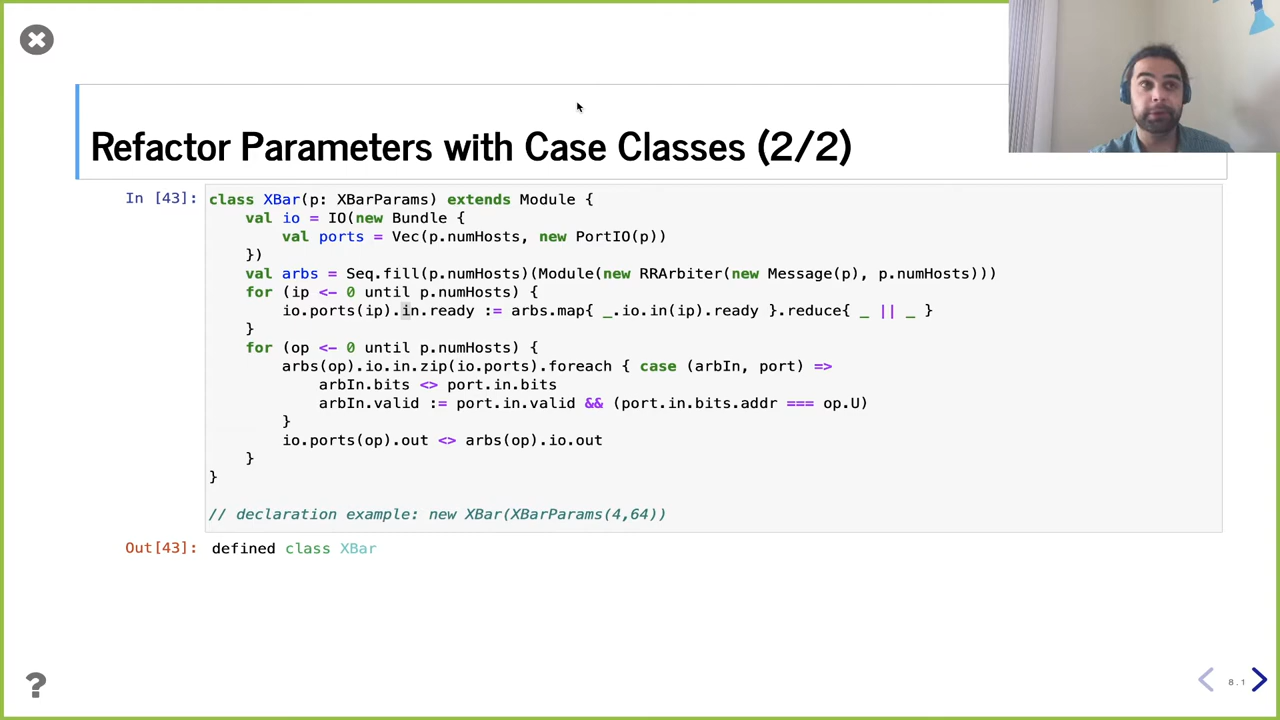 Refactor Parameters with Case Classes (2/2)
In [43]: class XBar(p: XBarParams) extends Module {
    val io = IO(new Bundle {
        val ports = Vec(p.numHosts, new PortIO(p))
    })
    val arbs = Seq.fill(p.numHosts)(Module(new RRArbiter(new Message(p), p.numHosts)))
    for (ip <- 0 until p.numHosts) {
        io.ports(ip).in.ready := arbs.map{ _.io.in(ip).ready }.reduce{ _ || _ }
    }
    for (op <- 0 until p.numHosts) {
        arbs(op).io.in.zip(io.ports).foreach { case (arbIn, port) =>
            arbIn.bits <> port.in.bits
            arbIn.valid := port.in.valid && (port.in.bits.addr === op.U)
        }
        io.ports(op).out <> arbs(op).io.out
    }
}
// declaration example: new XBar(XBarParams(4,64))
Out[43]: defined class XBar
?
8.1